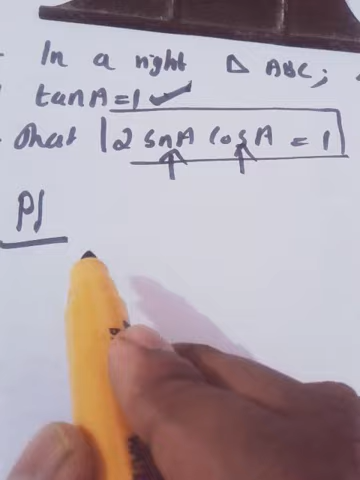 In a right △ ABC;
tanA=1 ✓
that 2 sinA cosA = 1
Pf